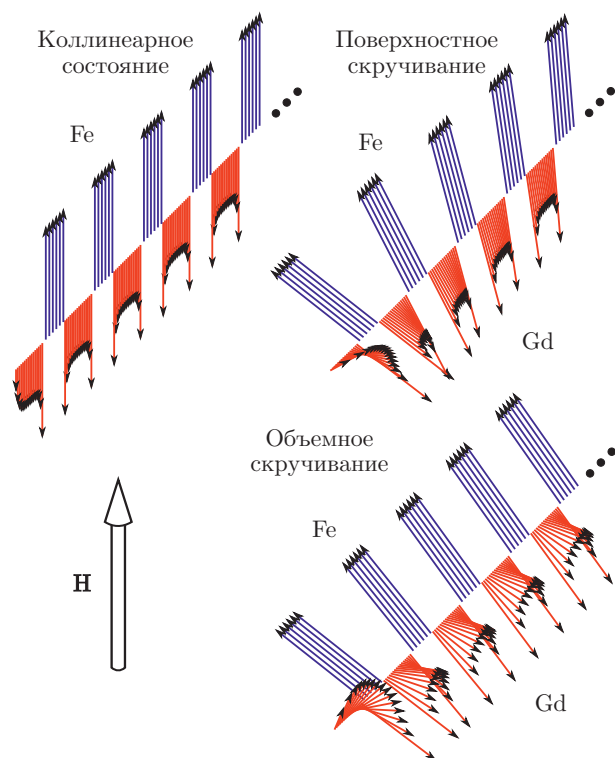 Коллинеарное
состояние
Fe
Поверхностное
скручивание
Fe
Gd
H
Объемное
скручивание
Fe
Gd